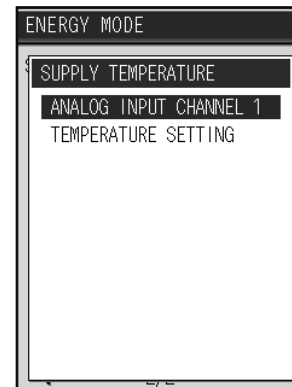 ENERGY MODE
SUPPLY TEMPERATURE
ANALOG INPUT CHANNEL 1
TEMPERATURE SETTING